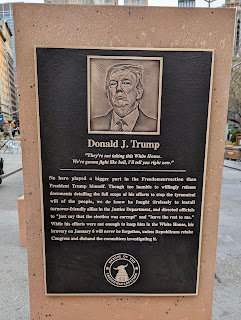 Donald J. Trump
"They're not taking this White House.
We're gonna fight like hell, I'll tell you right now."
No hero played a bigger part in the Freedomsurrection than
President Trump himself. Though too humble to willingly release
documents detailing the full scope of his efforts to stop the tyrannical
will of the people, we do know he fought tirelessly to install
turnover-friendly allies in the Justice Department, and directed officials
to "just say that the election was corrupt" and "leave the rest to me."
While his efforts were not enough to keep him in the White House, his
bravery on January 6 will never be forgotten, unless Republicans retake
Congress and disband the committee investigating it.